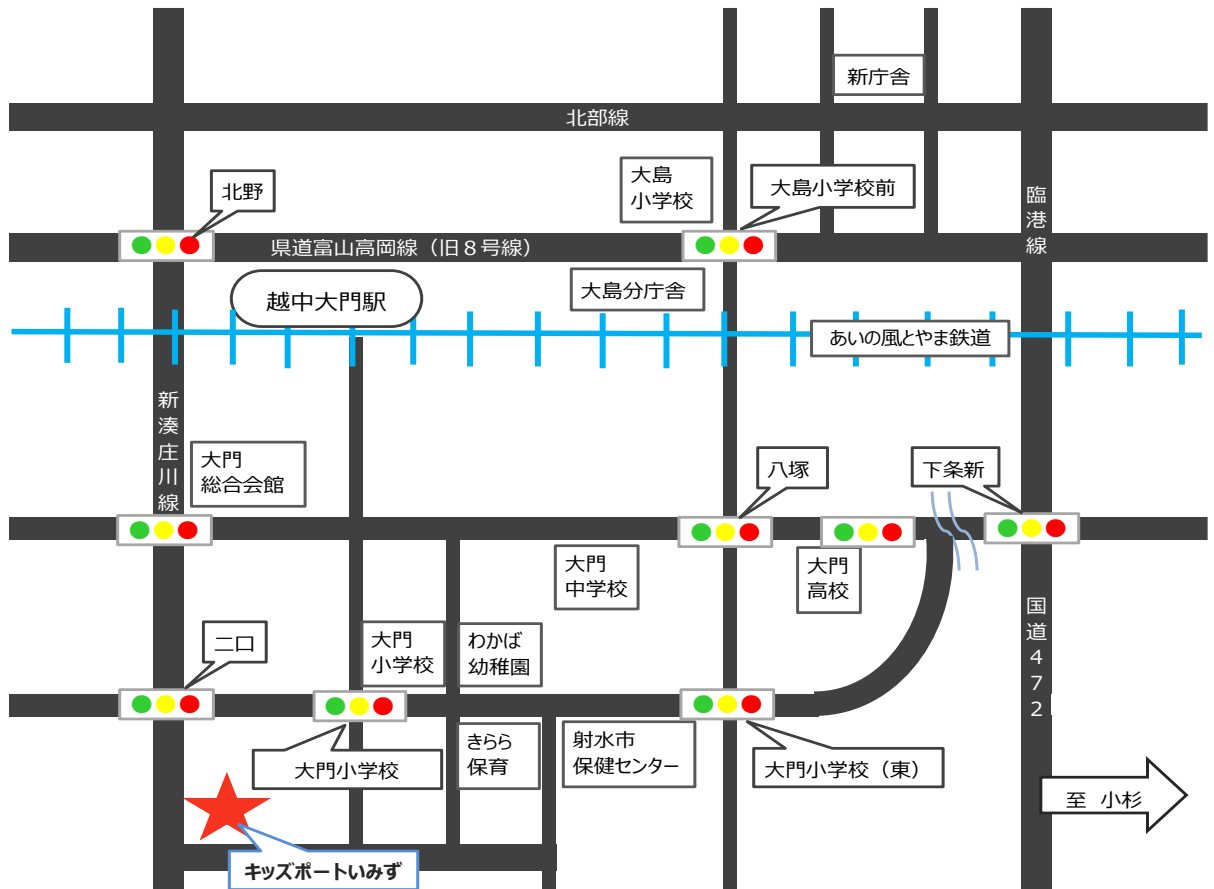 新庁舎
北部線
大島
小学校
大島小学校前
北野
臨港線
県道富山高岡線（旧８号線）
越中大門駅
大島分庁舎
あいの風とやま鉄道
新湊庄川線
大門
総合会館
八塚
下条新
大門
中学校
大門
高校
国道４７２
二口
大門
小学校
わかば
幼稚園
きらら
保育
射水市
保健センター
大門小学校
大門小学校（東）
至 小杉
キッズポートいみず